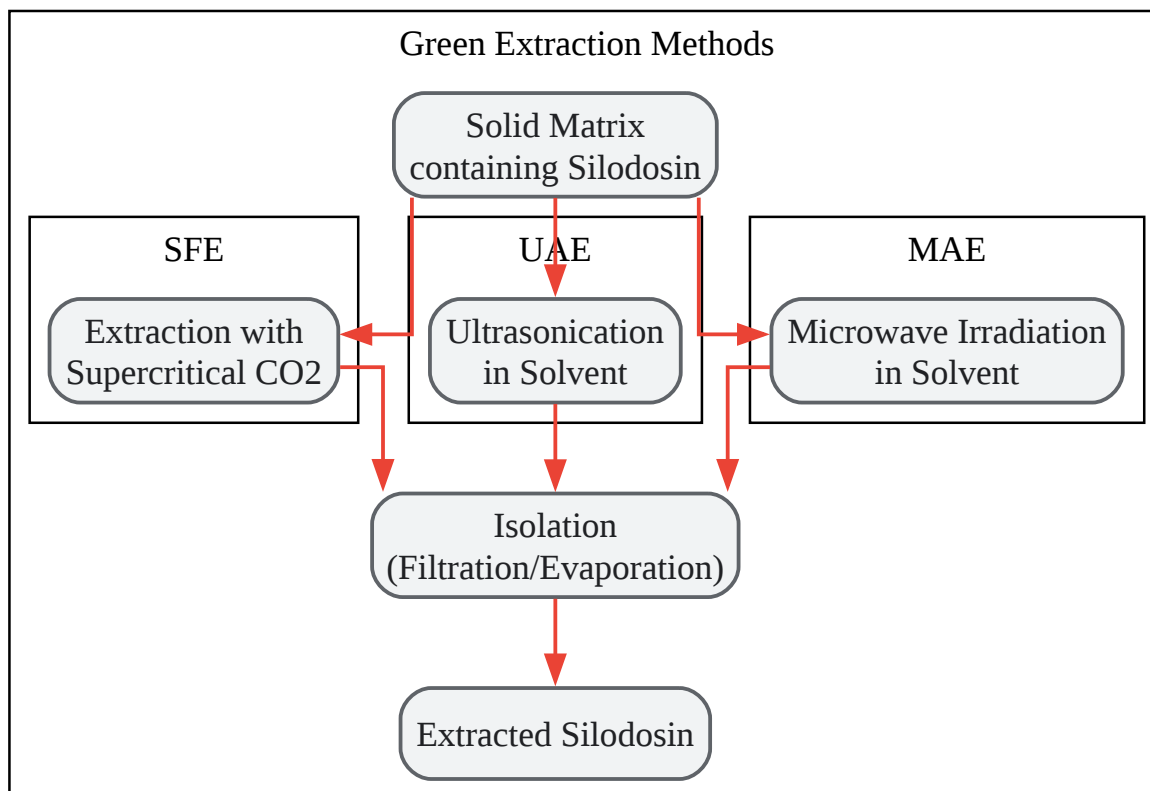 Green Extraction Methods
Solid Matrix
containing Silodosin
SFE
UAE
MAE
Extraction with
Supercritical CO2
Ultrasonication
in Solvent
Microwave Irradiation
in Solvent
Isolation
(Filtration/Evaporation)
Extracted Silodosin